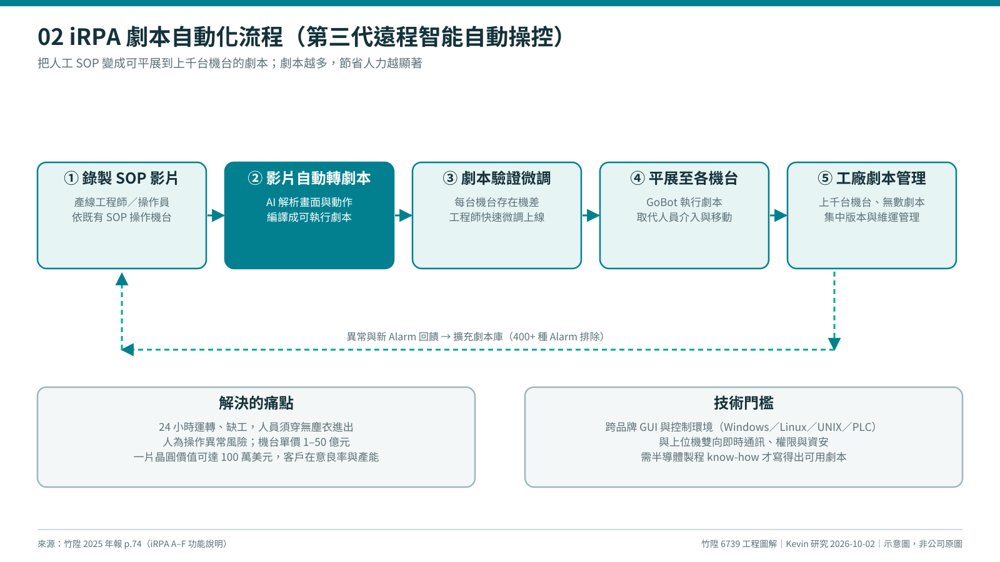 02 iRPA 劇本自動化流程（第三代遠程智能自動操控）
把人工 SOP 變成可平展到上千台機台的劇本；劇本越多，節省人力越顯著
① 錄製 SOP 影片
產線工程師／操作員
依既有 SOP 操作機台
② 影片自動轉劇本
AI 解析畫面與動作
編譯成可執行劇本
③ 劇本驗證微調
每台機台存在機差
工程師快速微調上線
④ 平展至各機台
GoBot 執行劇本
取代人員介入與移動
⑤ 工廠劇本管理
上千台機台、無數劇本
集中版本與維運管理
異常與新 Alarm 回饋 → 擴充劇本庫（400+ 種 Alarm 排除）
解決的痛點
24 小時運轉、缺工，人員須穿無塵衣進出
人為操作異常風險；機台單價 1–50 億元
一片晶圓價值可達 100 萬美元，客戶在意良率與產能
技術門檻
跨品牌 GUI 與控制環境（Windows／Linux／UNIX／PLC）
與上位機雙向即時通訊、權限與資安
需半導體製程 know-how 才寫得出可用劇本
來源：竹陞 2025 年報 p.74（iRPA A–F 功能說明）
竹陞 6739 工程圖解｜Kevin 研究 2026-10-02｜示意圖，非公司原圖